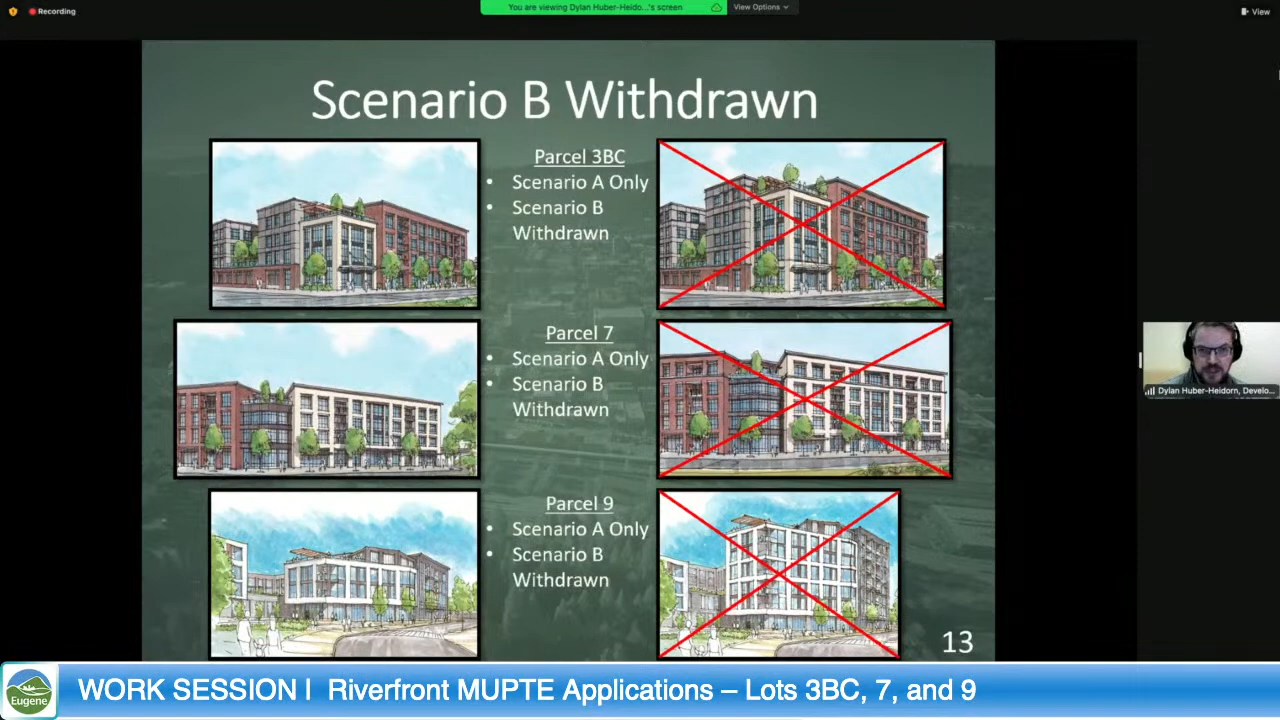 Recording
You are viewing Dylan Huber-Heido...'s screen
View Options
View
Scenario B Withdrawn
Parcel 3BC
• Scenario A Only
• Scenario B
Withdrawn
Parcel 7
• Scenario A Only
• Scenario B
Withdrawn
Parcel 9
• Scenario A Only
• Scenario B
Withdrawn
13
Dylan Huber-Heidorn, Develo...
Eugene
WORK SESSION I Riverfront MUPTE Applications – Lots 3BC, 7, and 9